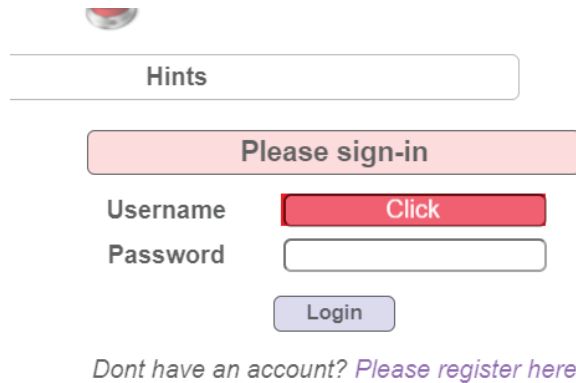 Hints
Please sign-in
Username Click
Password
Login
Dont have an account? Please register here